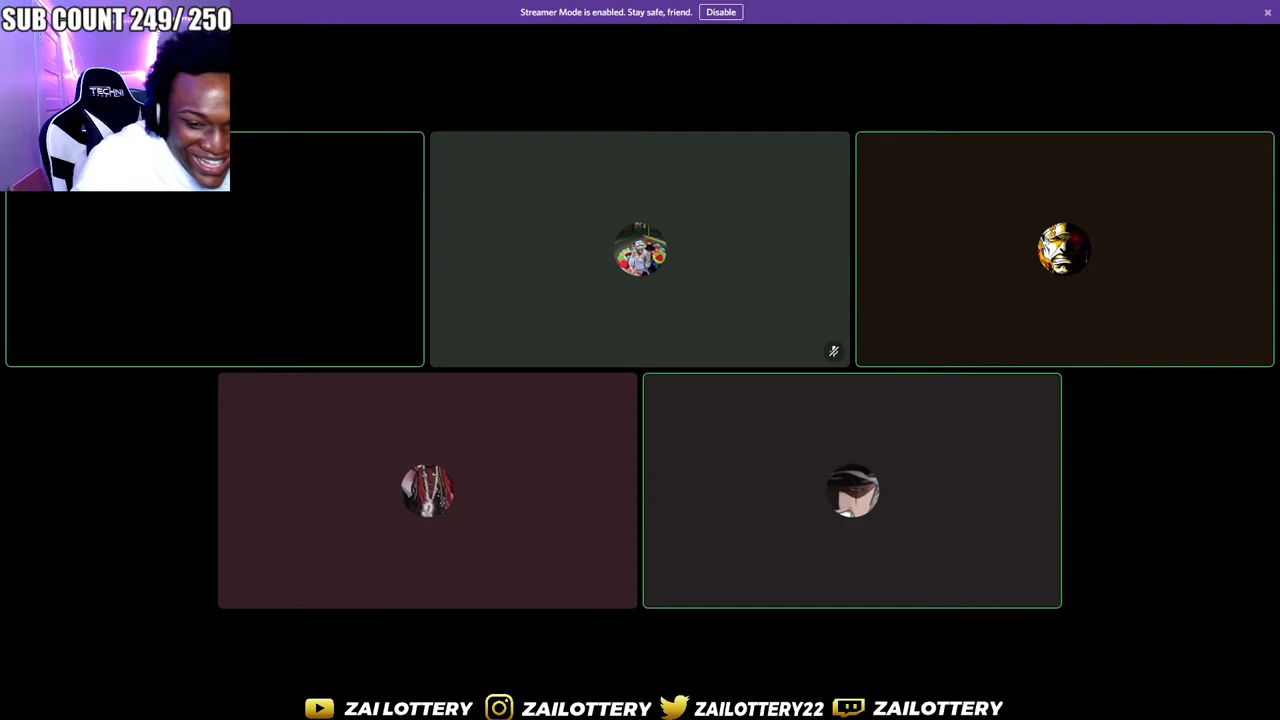 Streamer Mode is enabled. Stay safe, friend. Disable
SUB COUNT 249/ 250
TECHNI
ZAI LOTTERY ZAILOTTERY ZAILOTTERY22 ZAILOTTERY